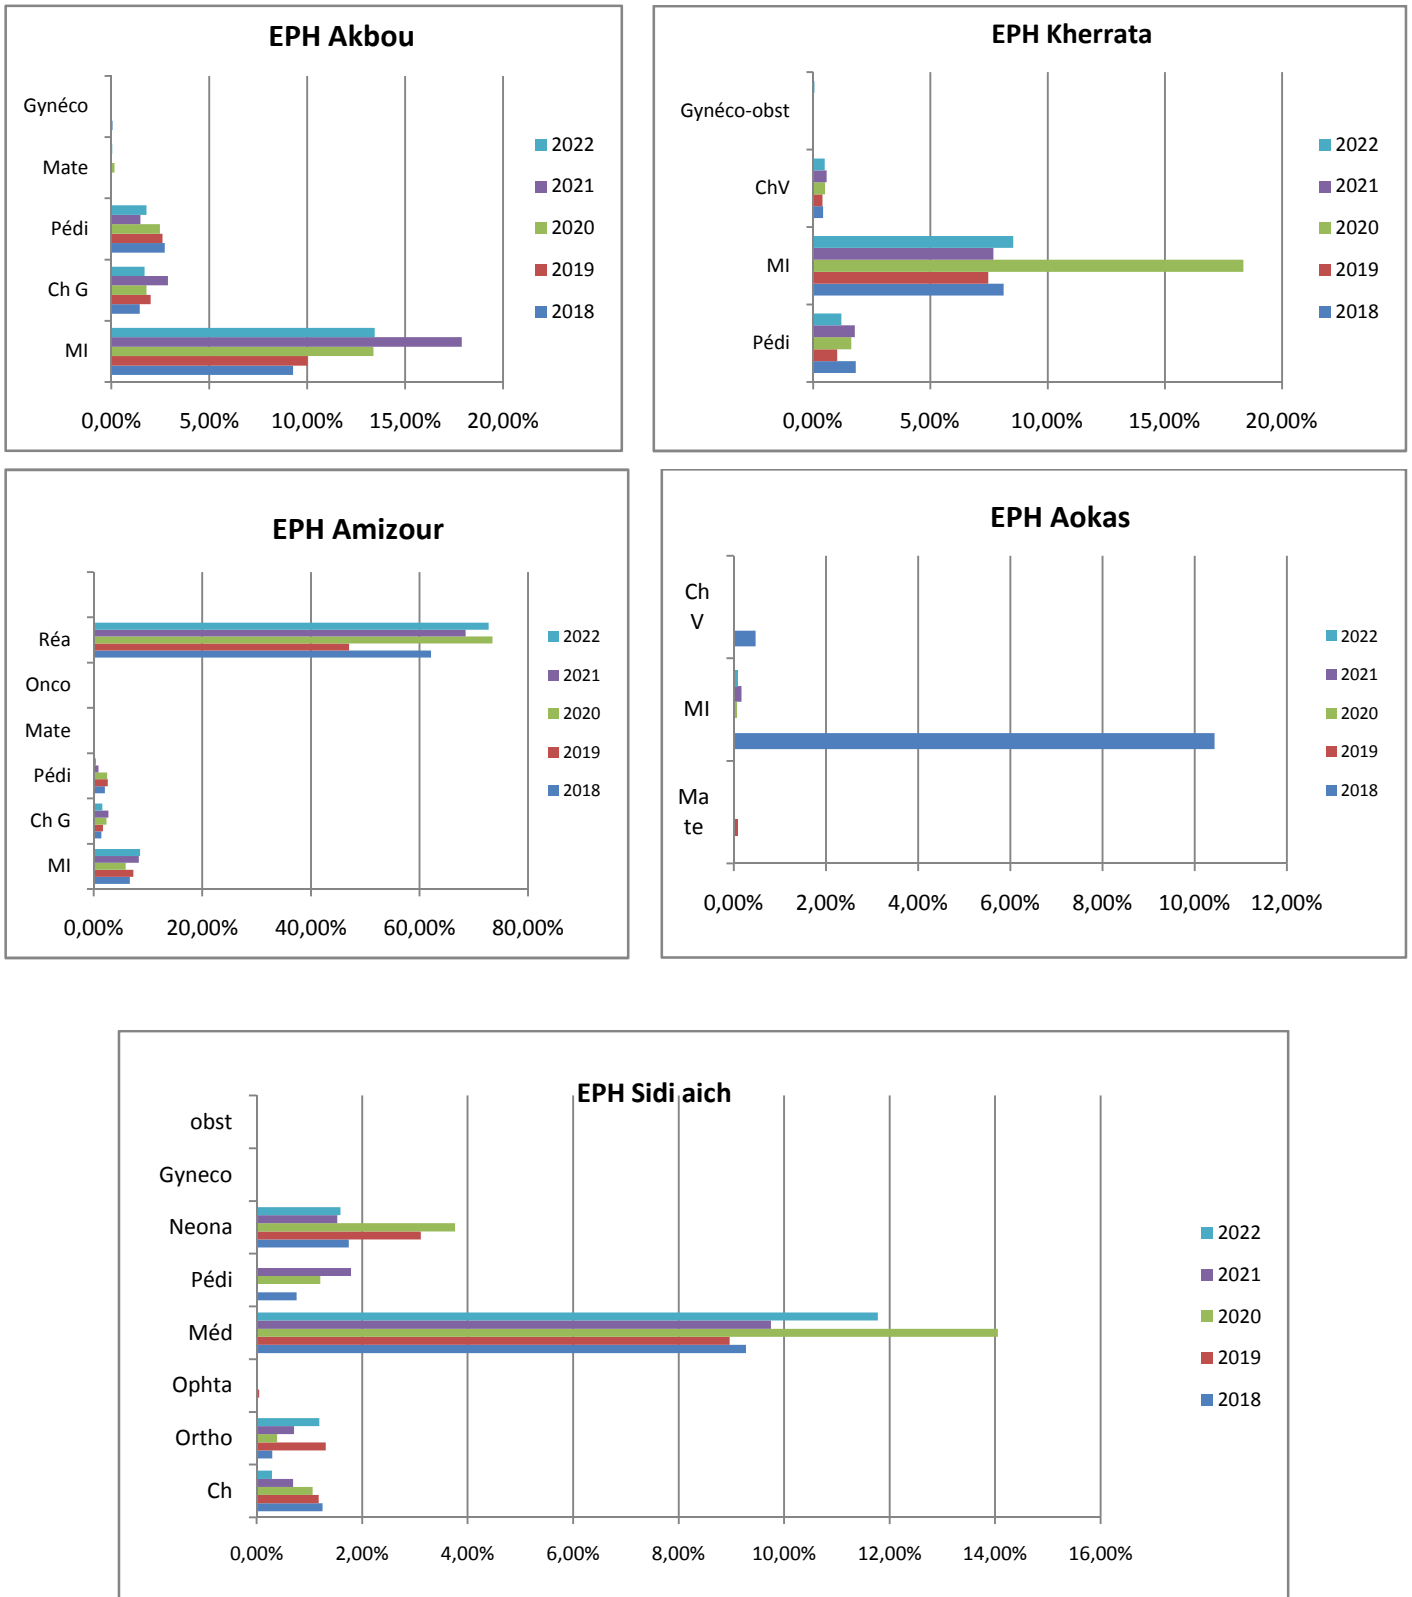 EPH Akbou
Gynéco
Mate
Pédi
Ch G
MI
0,00% 5,00% 10,00% 15,00% 20,00%
2022
2021
2020
2019
2018
EPH Kherrata
Gynéco-obst
ChV
MI
Pédi
0,00% 5,00% 10,00% 15,00% 20,00%
2022
2021
2020
2019
2018
EPH Amizour
Réa
Onco
Mate
Pédi
Ch G
MI
0,00% 20,00% 40,00% 60,00% 80,00%
2022
2021
2020
2019
2018
EPH Aokas
Ch
V
MI
Ma
te
0,00% 2,00% 4,00% 6,00% 8,00% 10,00% 12,00%
2022
2021
2020
2019
2018
EPH Sidi aich
obst
Gyneco
Neona
Pédi
Méd
Ophta
Ortho
Ch
0,00% 2,00% 4,00% 6,00% 8,00% 10,00% 12,00% 14,00% 16,00%
2022
2021
2020
2019
2018